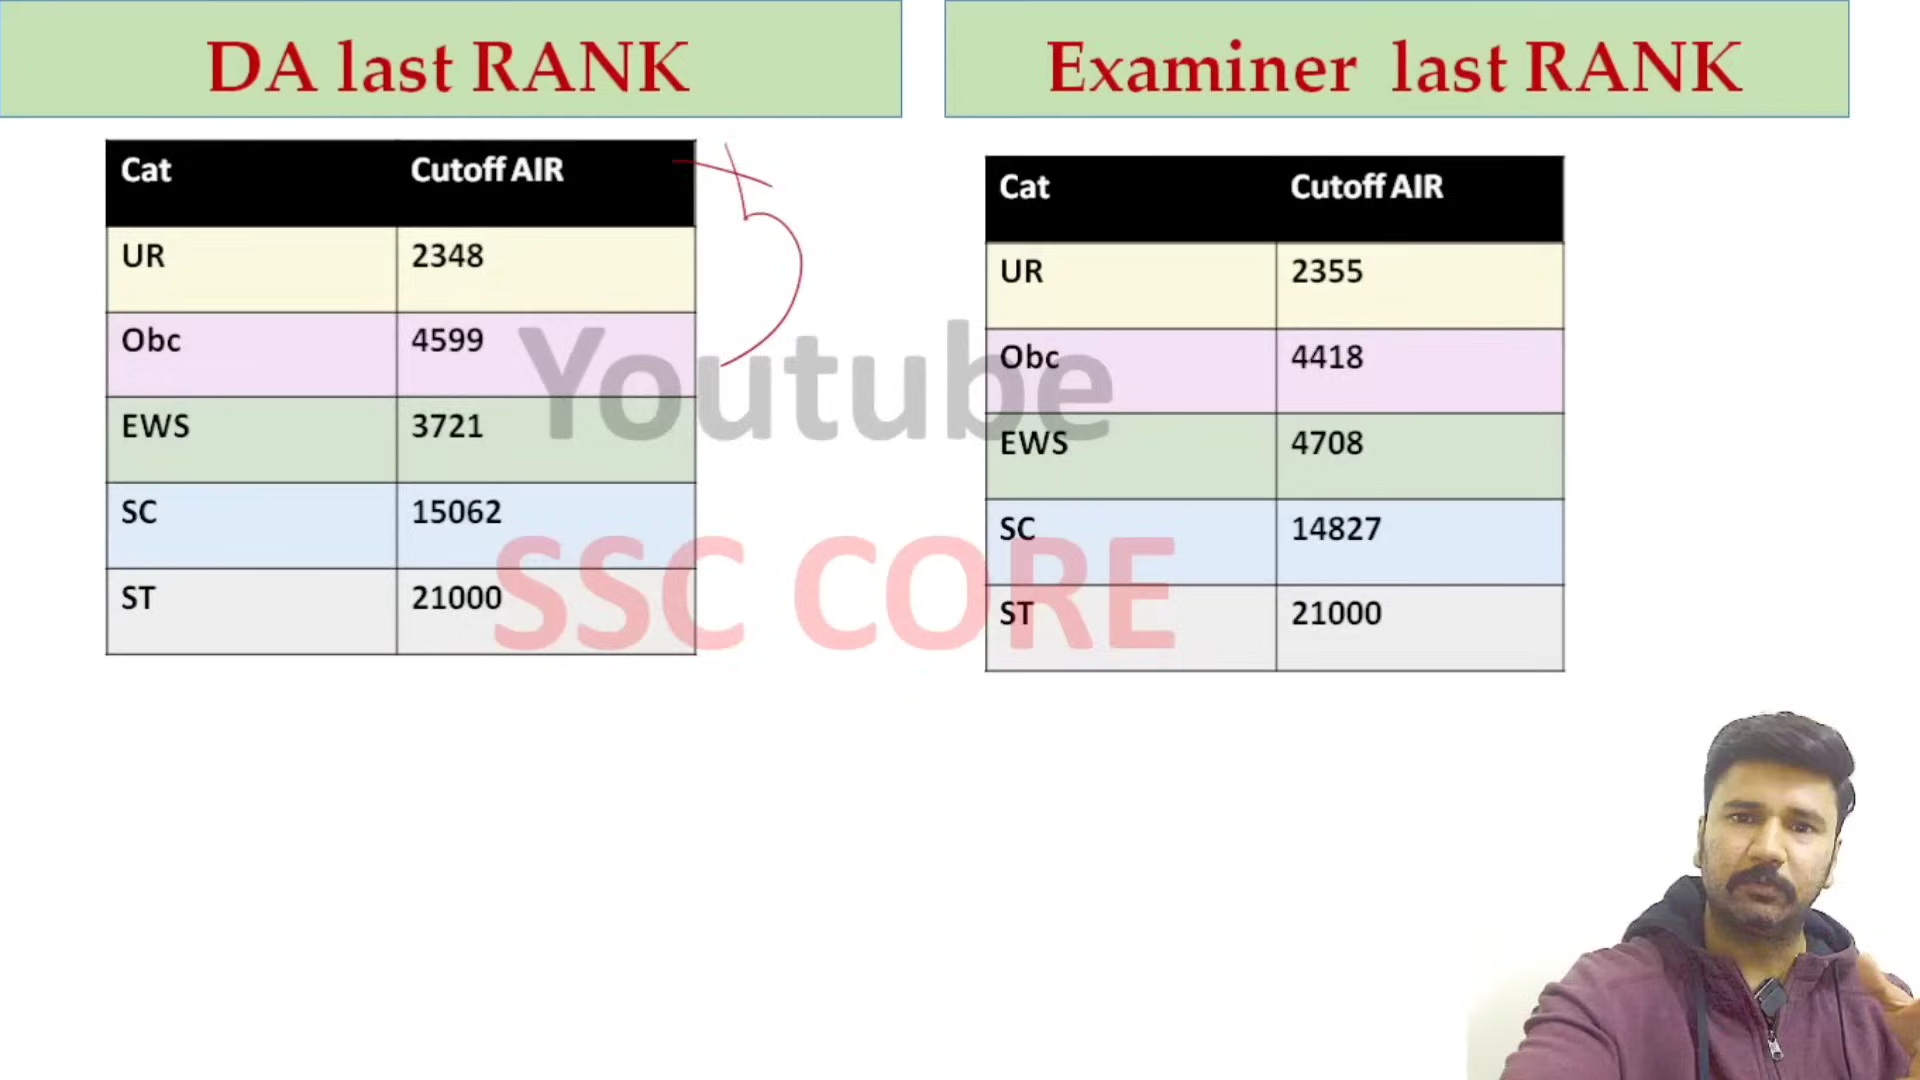 DA last RANK
Cat Cutoff AIR
UR 2348
Obc 4599
EWS 3721
SC 15062
ST 21000
Examiner last RANK
Cat Cutoff AIR
UR 2355
Obc 4418
EWS 4708
SC 14827
ST 21000
Youtube
SSC CORE